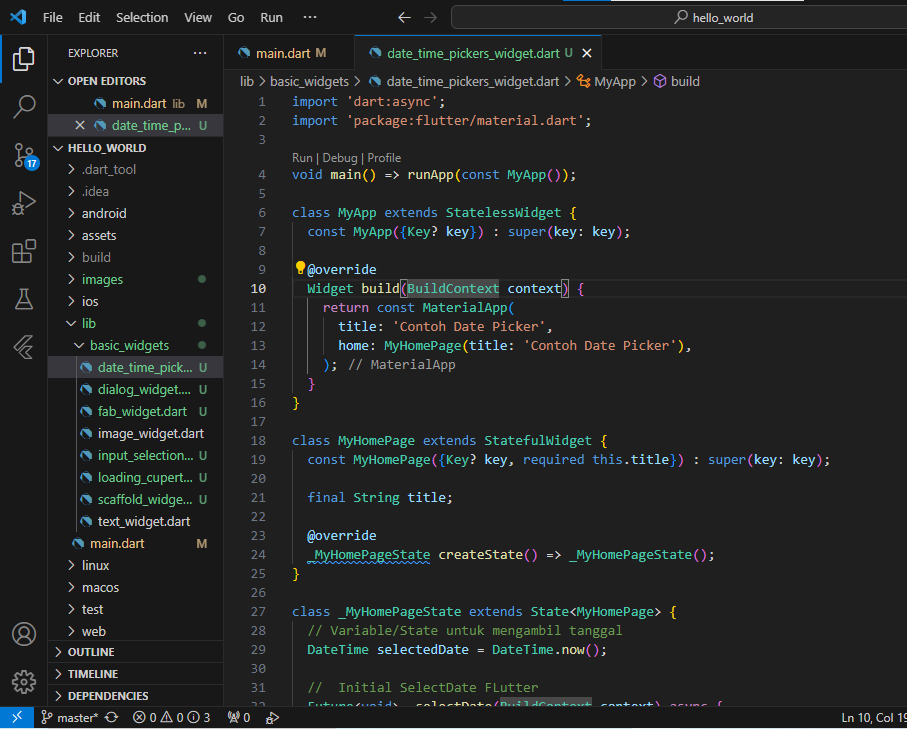 File Edit Selection View Go Run ··· hello_world
EXPLORER ···
OPEN EDITORS
main.dart lib M
date_time_p... U
HELLO_WORLD
.dart_tool
.idea
android
assets
build
images
ios
lib
basic_widgets
date_time_pick... U
dialog_widget.... U
fab_widget.dart U
image_widget.dart
input_selection... U
loading_cupert... U
scaffold_widge... U
text_widget.dart
main.dart M
linux
macos
test
web
OUTLINE
TIMELINE
DEPENDENCIES
17
main.dart M date_time_pickers_widget.dart U
lib > basic_widgets > date_time_pickers_widget.dart > MyApp > build
1 import 'dart:async';
2 import 'package:flutter/material.dart';
3
Run | Debug | Profile
4 void main() => runApp(const MyApp());
5
6 class MyApp extends StatelessWidget {
7 const MyApp({Key? key}) : super(key: key);
8
9 @override
10 Widget build(BuildContext context) {
11 return const MaterialApp(
12 title: 'Contoh Date Picker',
13 home: MyHomePage(title: 'Contoh Date Picker'),
14 ); // MaterialApp
15 }
16 }
17
18 class MyHomePage extends StatefulWidget {
19 const MyHomePage({Key? key, required this.title}) : super(key: key);
20
21 final String title;
22
23 @override
24 _MyHomePageState createState() => _MyHomePageState();
25 }
26
27 class _MyHomePageState extends State<MyHomePage> {
28 // Variable/State untuk mengambil tanggal
29 DateTime selectedDate = DateTime.now();
30
31 //  Initial SelectDate FLutter
32 Future<void> _selectDate(BuildContext context) async {
master* 0 0 3 0 Ln 10, Col 19